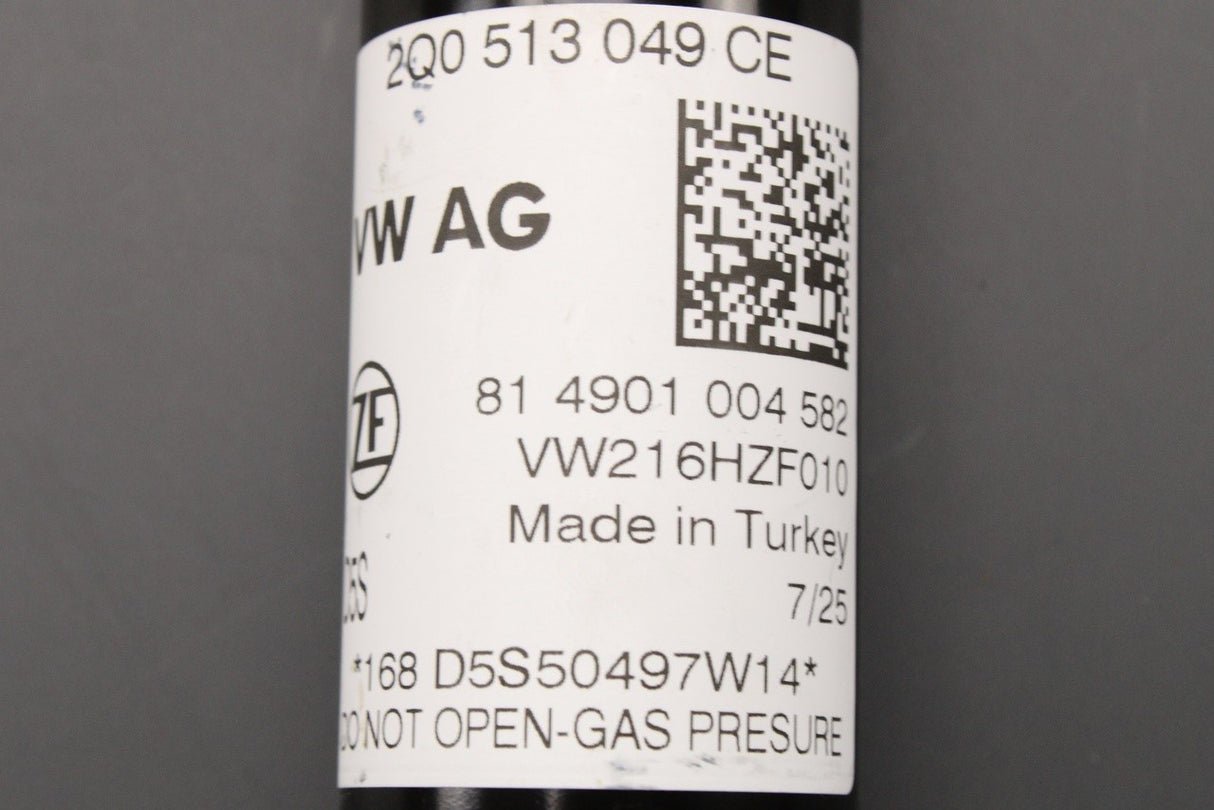 2Q0 513 049 CE
VW AG
ZF
81 4901 004 582
VW216HZF010
Made in Turkey
7/25
*168 D5S50497W14*
DO NOT OPEN-GAS PRESURE